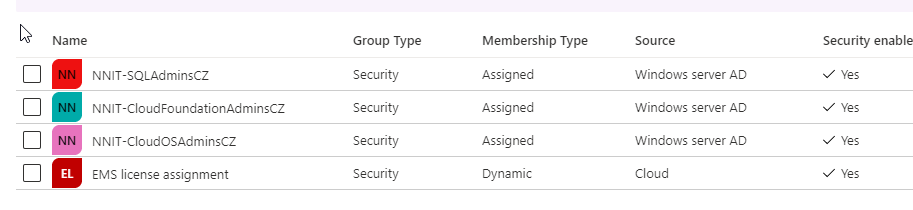 Name Group Type Membership Type Source Security enable
NN NNIT-SQLAdminsCZ Security Assigned Windows server AD Yes
NN NNIT-CloudFoundationAdminsCZ Security Assigned Windows server AD Yes
NN NNIT-CloudOSAdminsCZ Security Assigned Windows server AD Yes
EL EMS license assignment Security Dynamic Cloud Yes